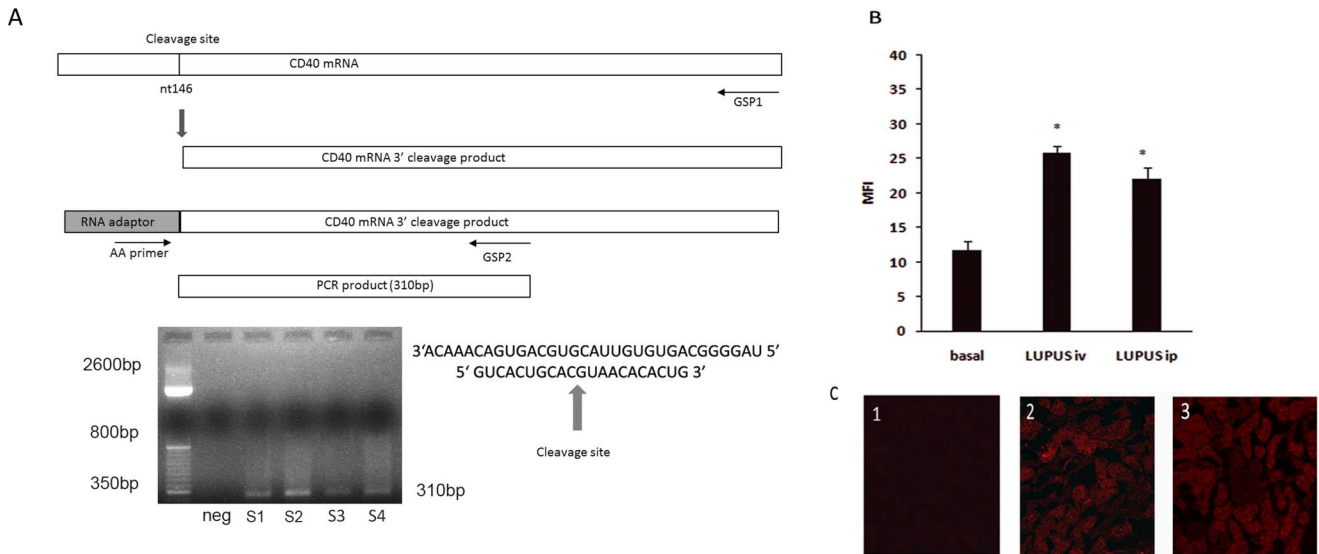 A
Cleavage site
CD40 mRNA
nt146
GSP1
CD40 mRNA 3' cleavage product
RNA adaptor
CD40 mRNA 3' cleavage product
AA primer
GSP2
PCR product (310bp)
2600bp
800bp
350bp
310bp
neg S1 S2 S3 S4
3'ACAAACAGUGACGUGCAUUGUGUGACGGGGAU 5'
5' GUCACUGCACGUAACACACUG 3'
Cleavage site
B
40
35
30
25
20
15
10
5
0
MFI
* *
basal LUPUS iv LUPUS ip
C
1 2 3